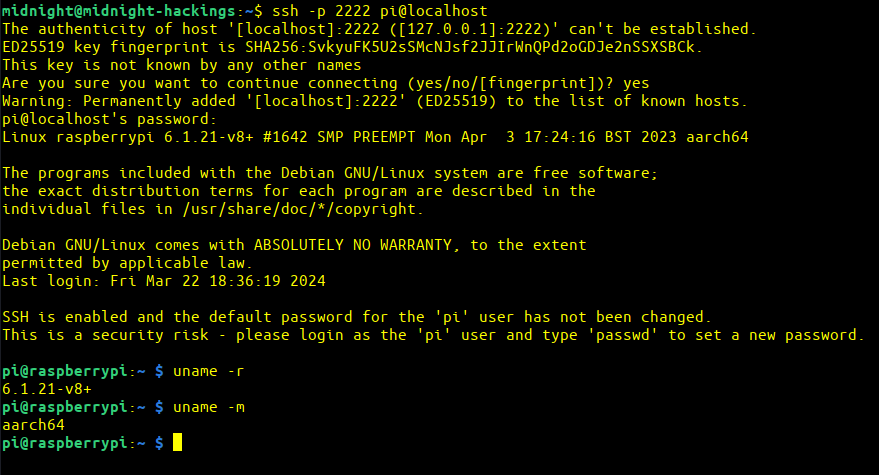 midnight@midnight-hackings:~$ ssh -p 2222 pi@localhost
The authenticity of host '[localhost]:2222 ([127.0.0.1]:2222)' can't be established.
ED25519 key fingerprint is SHA256:SvkyuFK5U2sSMcNJsf2JJIrWnQPd2oGDJe2nSSXSBCk.
This key is not known by any other names
Are you sure you want to continue connecting (yes/no/[fingerprint])? yes
Warning: Permanently added '[localhost]:2222' (ED25519) to the list of known hosts.
pi@localhost's password:
Linux raspberrypi 6.1.21-v8+ #1642 SMP PREEMPT Mon Apr  3 17:24:16 BST 2023 aarch64

The programs included with the Debian GNU/Linux system are free software;
the exact distribution terms for each program are described in the
individual files in /usr/share/doc/*/copyright.

Debian GNU/Linux comes with ABSOLUTELY NO WARRANTY, to the extent
permitted by applicable law.
Last login: Fri Mar 22 18:36:19 2024

SSH is enabled and the default password for the 'pi' user has not been changed.
This is a security risk - please login as the 'pi' user and type 'passwd' to set a new password.

pi@raspberrypi:~ $ uname -r
6.1.21-v8+
pi@raspberrypi:~ $ uname -m
aarch64
pi@raspberrypi:~ $